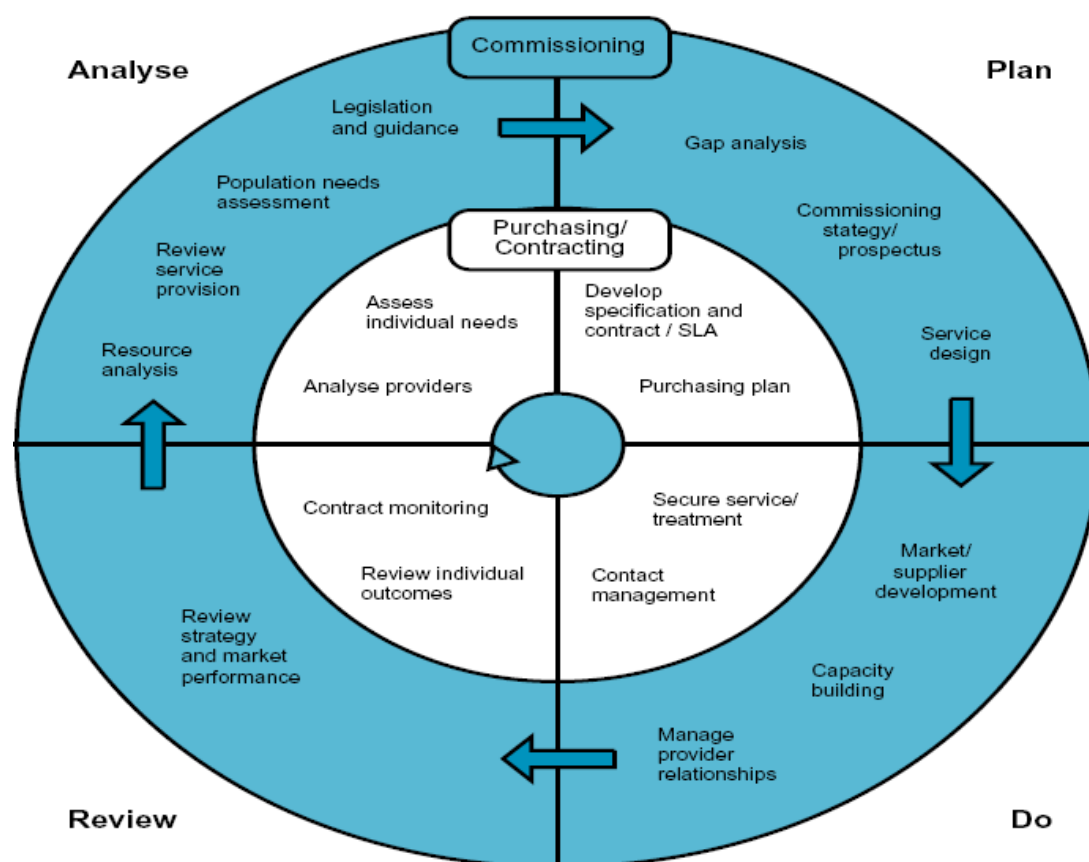 Commissioning
Analyse
Plan
Legislation
and guidance
Gap analysis
Population needs
assessment
Commissioning
stategy/
prospectus
Purchasing/
Contracting
Review
service
provision
Assess
individual needs
Develop
specification and
contract / SLA
Resource
analysis
Service
design
Analyse providers
Purchasing plan
Contract monitoring
Secure service/
treatment
Market/
supplier
development
Review individual
outcomes
Contact
management
Review
strategy
and market
performance
Capacity
building
Manage
provider
relationships
Review
Do